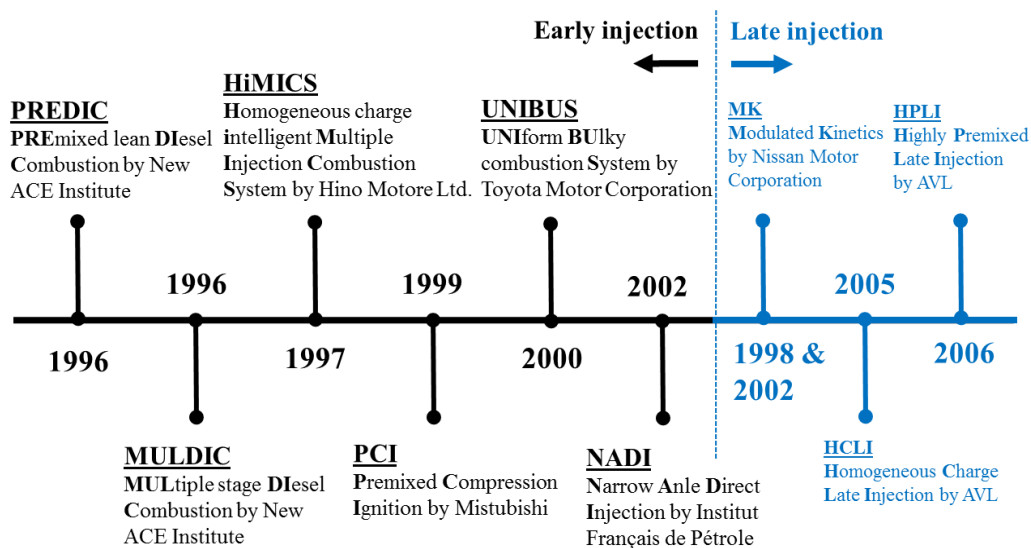 Early injection
Late injection
PREDIC
PREmixed lean DIesel
Combustion by New
ACE Institute
HiMICS
Homogeneous charge
intelligent Multiple
Injection Combustion
System by Hino Motore Ltd.
UNIBUS
UNIform BUlky
combustion System by
Toyota Motor Corporation
MK
Modulated Kinetics
by Nissan Motor
Corporation
HPLI
Highly Premixed
Late Injection
by AVL
1996
1999
2002
2005
1996
1997
2000
1998 &
2002
2006
MULDIC
MULtiple stage DIesel
Combustion by New
ACE Institute
PCI
Premixed Compression
Ignition by Mistubishi
NADI
Narrow Anle Direct
Injection by Institut
Français de Pétrole
HCLI
Homogeneous Charge
Late Injection by AVL